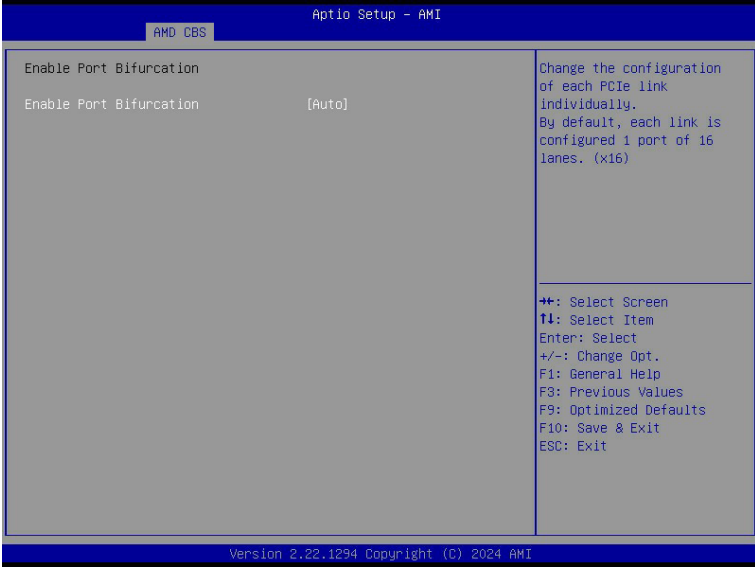 Aptio Setup - AMI
AMD CBS
Enable Port Bifurcation
Enable Port Bifurcation [Auto]
Change the configuration
of each PCIe link
individually.
By default, each link is
configured 1 port of 16
lanes. (x16)
→←: Select Screen
↑↓: Select Item
Enter: Select
+/-: Change Opt.
F1: General Help
F3: Previous Values
F9: Optimized Defaults
F10: Save & Exit
ESC: Exit
Version 2.22.1294 Copyright (C) 2024 AMI